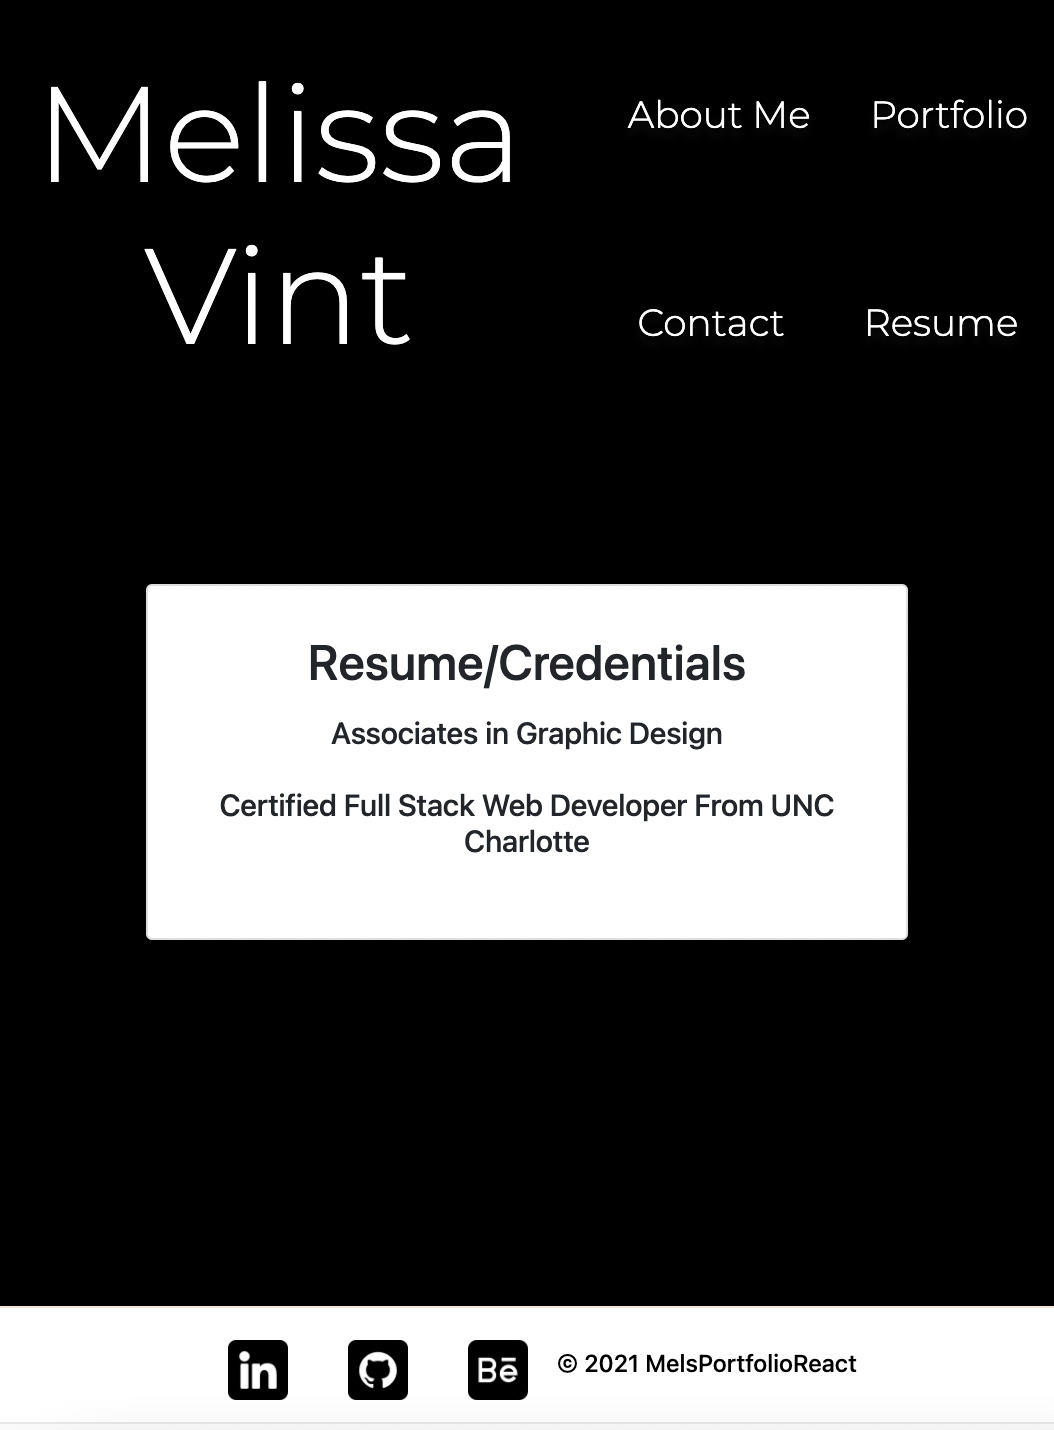 Melissa
Vint
About Me
Portfolio
Contact
Resume
Resume/Credentials
Associates in Graphic Design
Certified Full Stack Web Developer From UNC
Charlotte
in
Bē
© 2021 MelsPortfolioReact